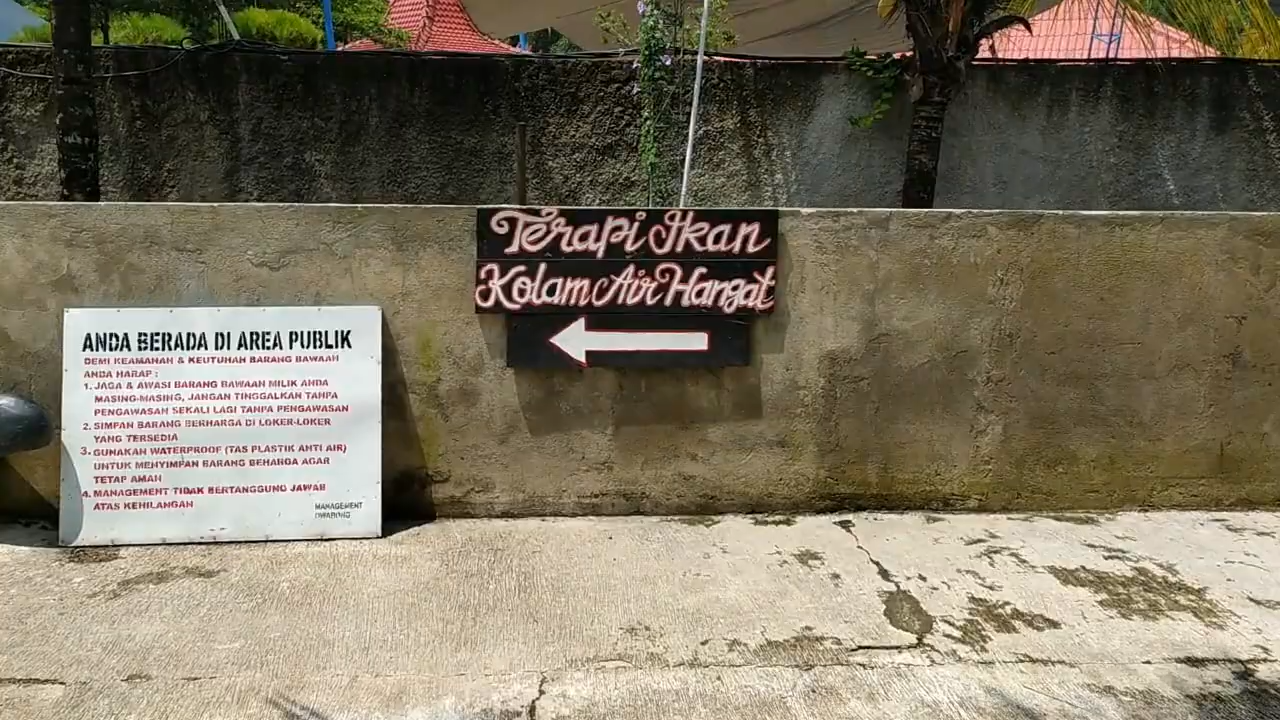 Terapi Ikan
Kolam Air Hangat
ANDA BERADA DI AREA PUBLIK
DEMI KEAMANAN & KEUTUHAN BARANG BAWAAN
ANDA HARAP :
1. JAGA & AWASI BARANG BAWAAN MILIK ANDA
MASING-MASING, JANGAN TINGGALKAN TANPA
PENGAWASAN SEKALI LAGI TANPA PENGAWASAN
2. SIMPAN BARANG BERHARGA DI LOKER-LOKER
YANG TERSEDIA
3. GUNAKAN WATERPROOF (TAS PLASTIK ANTI AIR)
UNTUK MENYIMPAN BARANG BEHARGA AGAR
TETAP AMAN
4. MANAGEMENT TIDAK BERTANGGUNG JAWAB
ATAS KEHILANGAN
MANAGEMENT
OWABONG